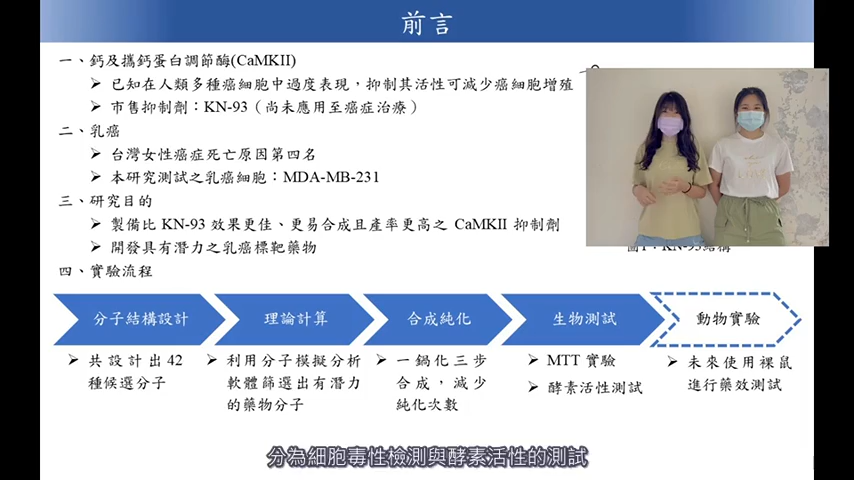 前言
一、鈣及攜鈣蛋白調節酶(CaMKII)
➢ 已知在人類多種癌細胞中過度表現，抑制其活性可減少癌細胞增殖
➢ 市售抑制劑：KN-93（尚未應用至癌症治療）
二、乳癌
➢ 台灣女性癌症死亡原因第四名
➢ 本研究測試之乳癌細胞：MDA-MB-231
三、研究目的
➢ 製備比 KN-93 效果更佳、更易合成且產率更高之 CaMKII 抑制劑
➢ 開發具有潛力之乳癌標靶藥物
四、實驗流程
分子結構設計
理論計算
合成純化
生物測試
動物實驗
➢ 共設計出 42
種候選分子
➢ 利用分子模擬分析
軟體篩選出有潛力
的藥物分子
➢ 一鍋化三步
合成，減少
純化次數
➢ MTT 實驗
➢ 酵素活性測試
➢ 未來使用裸鼠
進行藥效測試
分為細胞毒性檢測與酵素活性的測試